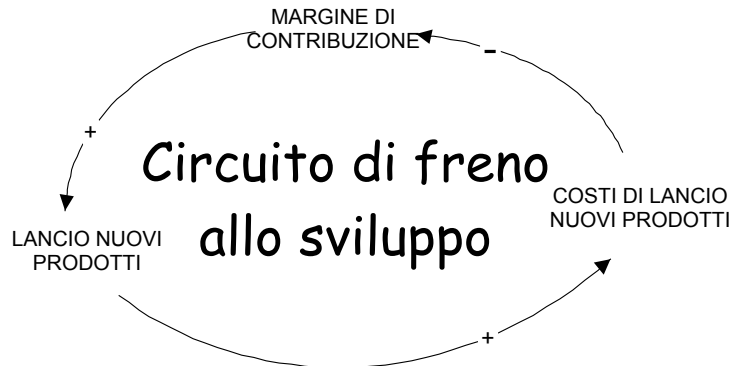 MARGINE DI
CONTRIBUZIONE
-
+
Circuito di freno
allo sviluppo
COSTI DI LANCIO
NUOVI PRODOTTI
LANCIO NUOVI
PRODOTTI
+